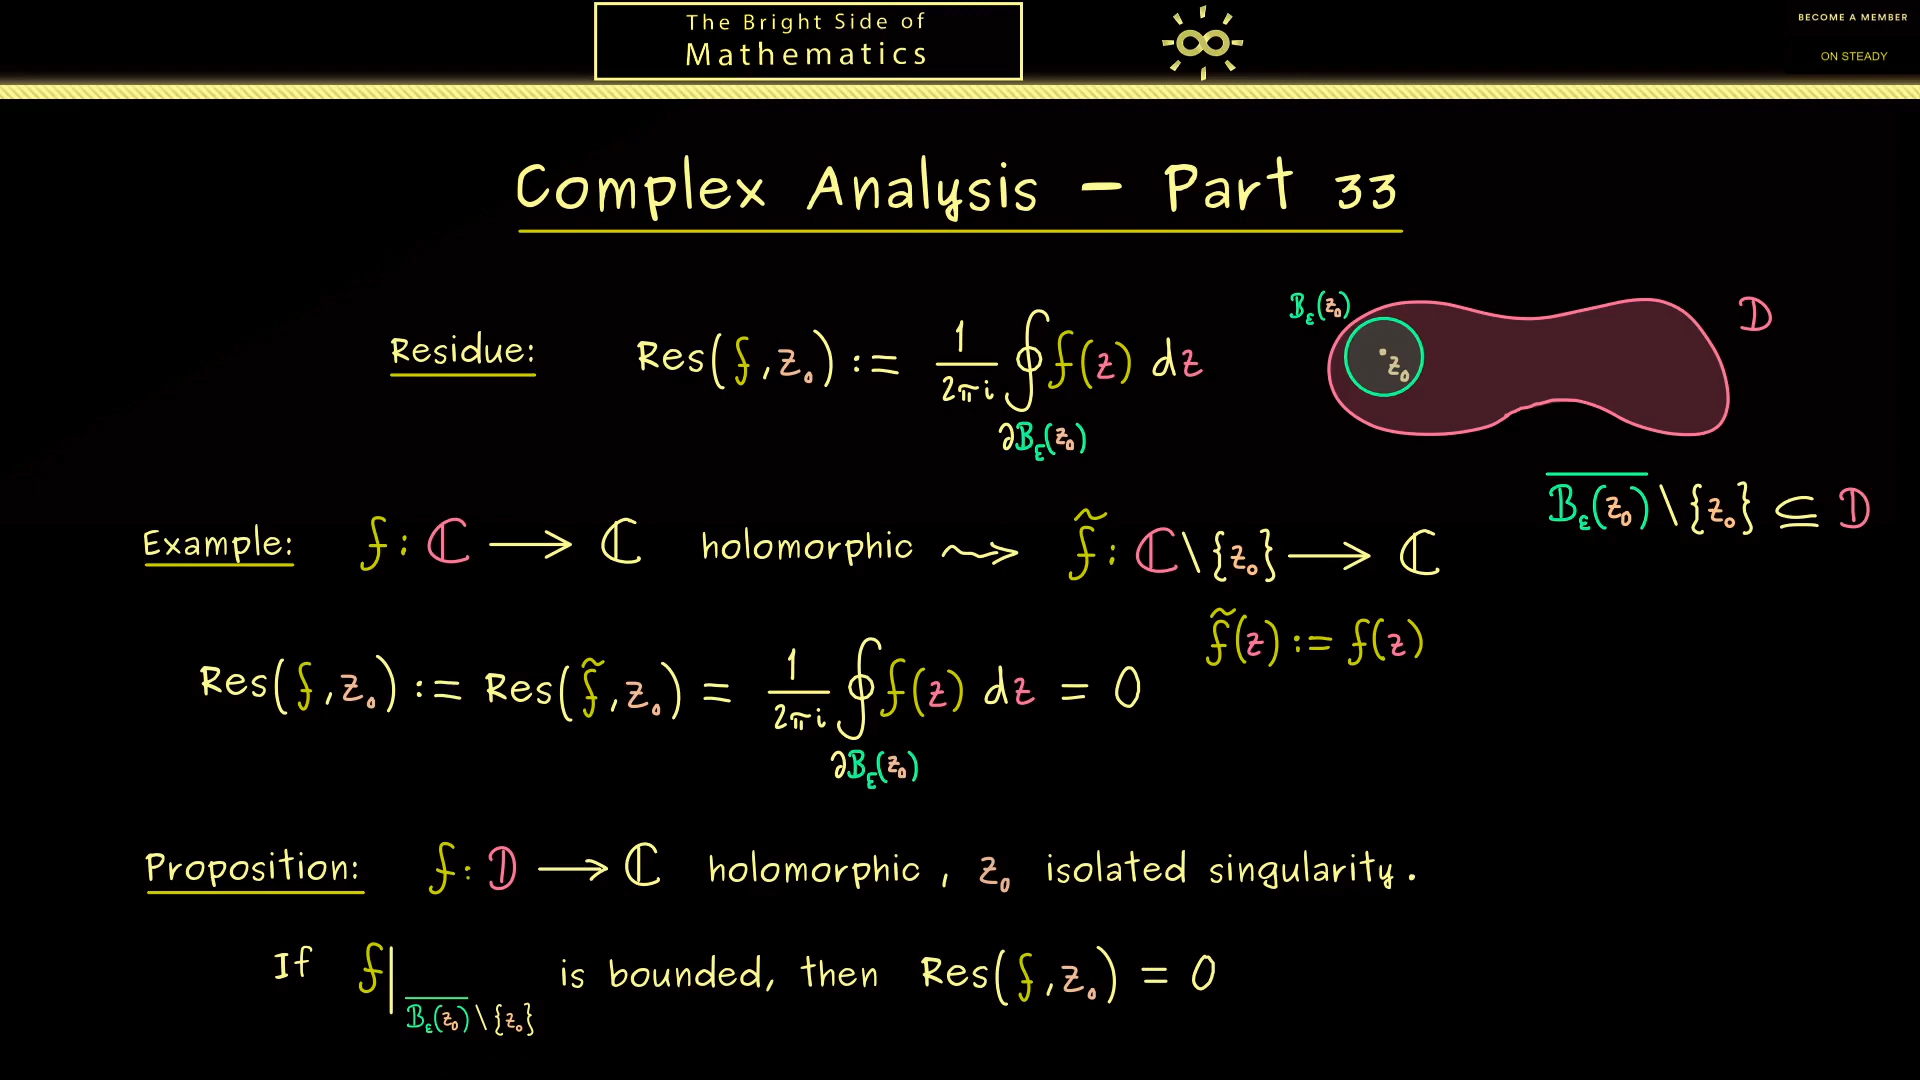 The Bright Side of
Mathematics
BECOME A MEMBER
ON STEADY
Complex Analysis – Part 33
Residue: Res(f, z₀) := 1/2πi ∮ f(z) dz
∂B_ε(z₀)
B_ε(z₀)
z₀
D
\overline{B_ε(z₀)} \ {z₀} ⊆ D
Example: f: ℂ ⟶ ℂ holomorphic ⇝ f̃: ℂ\{z₀} ⟶ ℂ
f̃(z) := f(z)
Res(f, z₀) := Res(f̃, z₀) = 1/2πi ∮ f(z) dz = 0
∂B_ε(z₀)
Proposition: f: D ⟶ ℂ holomorphic, z₀ isolated singularity.
If f|_{\overline{B_ε(z₀)} \ {z₀}} is bounded, then Res(f, z₀) = 0